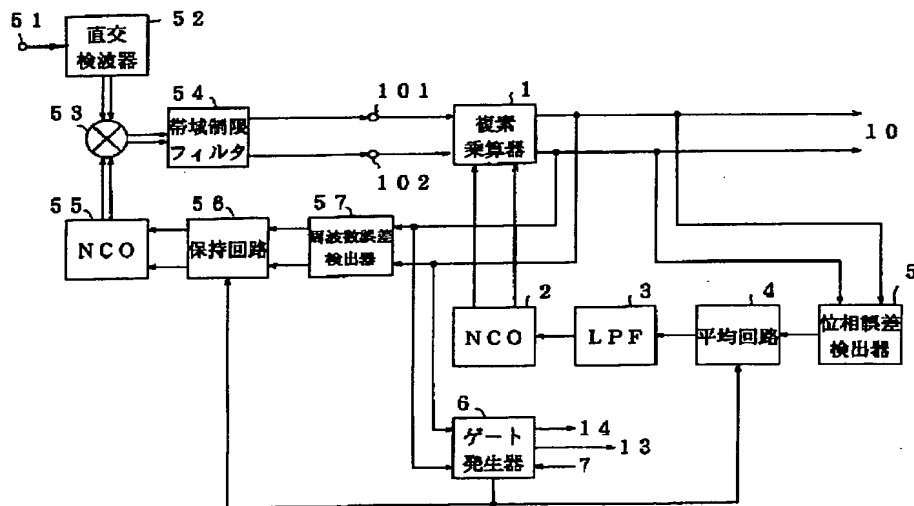 51
52
直交
検波器
53
54
帯域制限
フィルタ
101
102
1
複素
乗算器
10
55
NCO
56
保持回路
57
周波数誤差
検出器
2
NCO
3
LPF
4
平均回路
5
位相誤差
検出器
6
ゲート
発生器
14
13
7